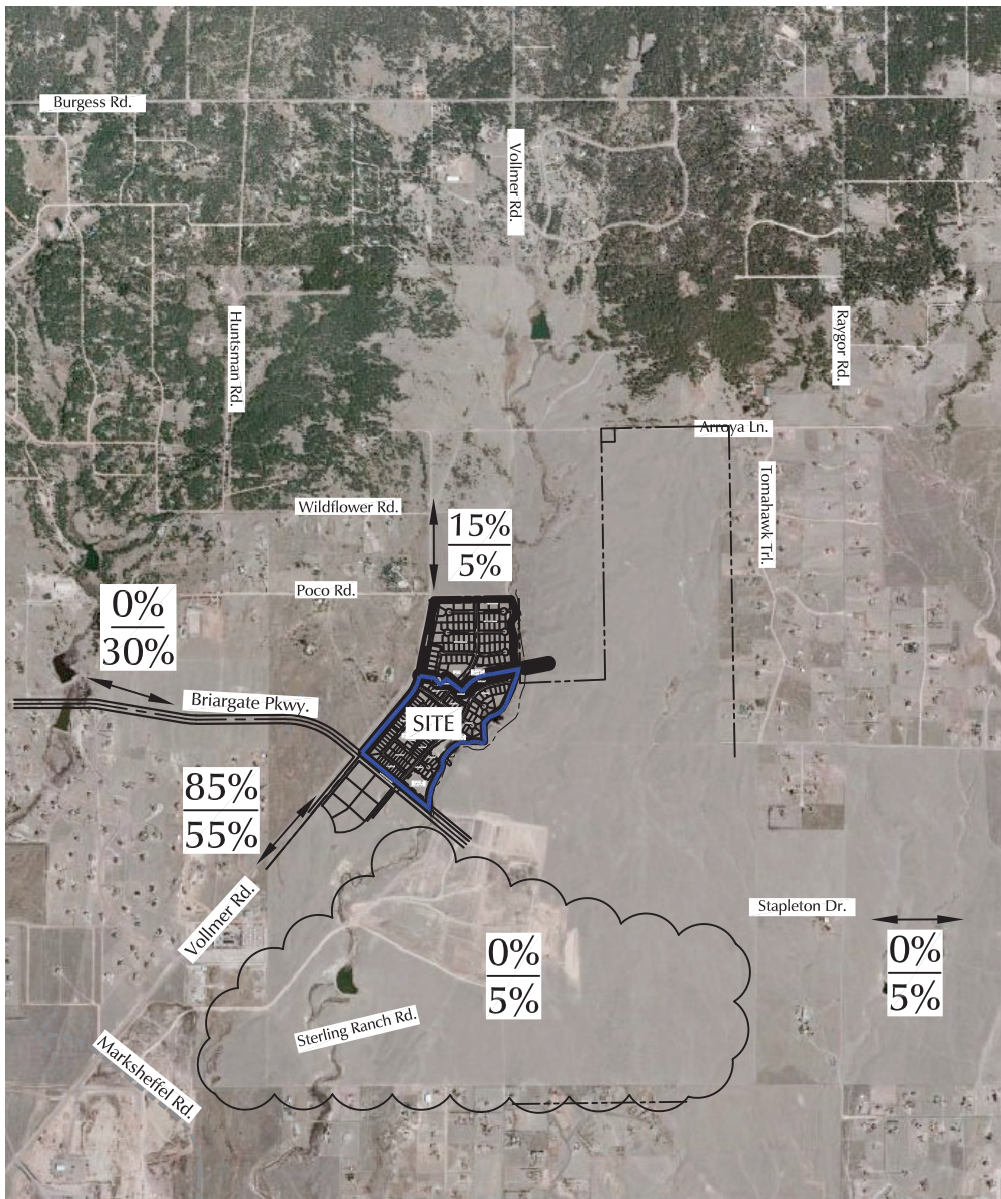 Burgess Rd.
Vollmer Rd.
Huntsman Rd.
Raygor Rd.
Arroya Ln.
Tomahawk Trl.
Wildflower Rd.
15%
5%
Poco Rd.
0%
30%
Briargate Pkwy.
SITE
85%
55%
Vollmer Rd.
Stapleton Dr.
0%
5%
0%
5%
Sterling Ranch Rd.
Marksheffel Rd.